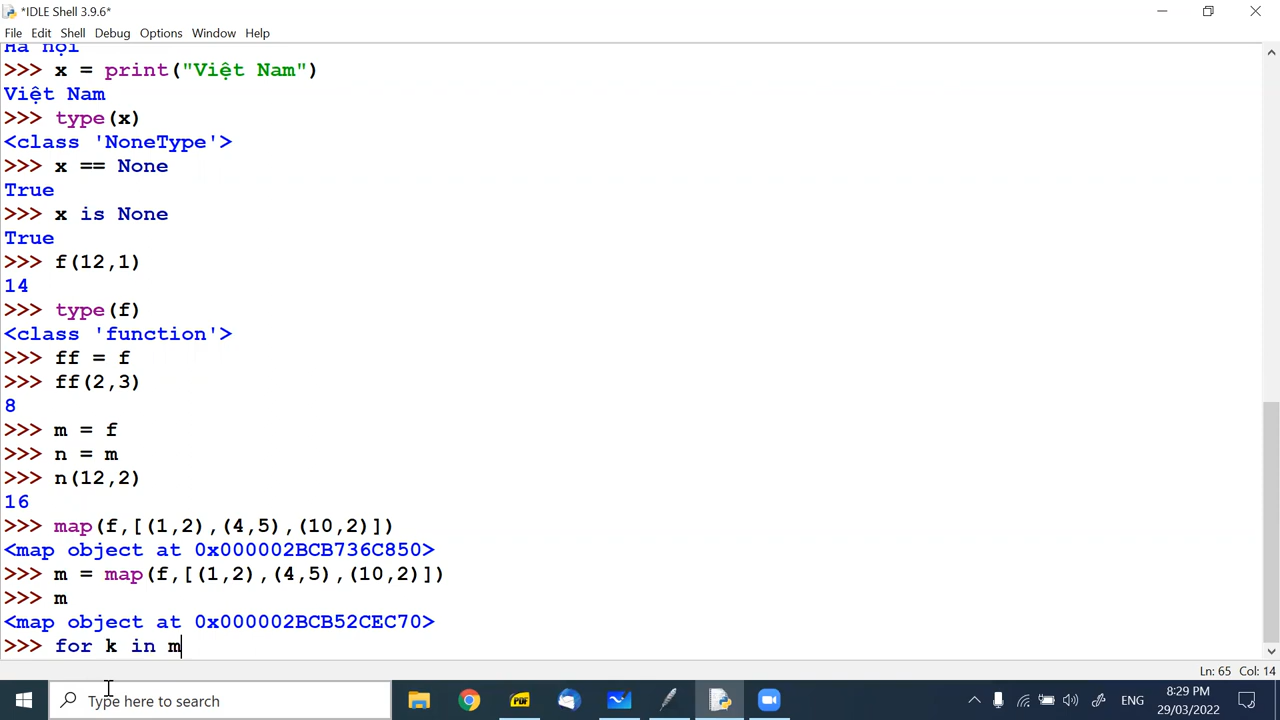 *IDLE Shell 3.9.6*
File Edit Shell Debug Options Window Help
Hà nội
>>> x = print("Việt Nam")
Việt Nam
>>> type(x)
<class 'NoneType'>
>>> x == None
True
>>> x is None
True
>>> f(12,1)
14
>>> type(f)
<class 'function'>
>>> ff = f
>>> ff(2,3)
8
>>> m = f
>>> n = m
>>> n(12,2)
16
>>> map(f,[(1,2),(4,5),(10,2)])
<map object at 0x000002BCB736C850>
>>> m = map(f,[(1,2),(4,5),(10,2)])
>>> m
<map object at 0x000002BCB52CEC70>
>>> for k in m
Ln: 65 Col: 14
Type here to search
PDF
ENG
8:29 PM
29/03/2022